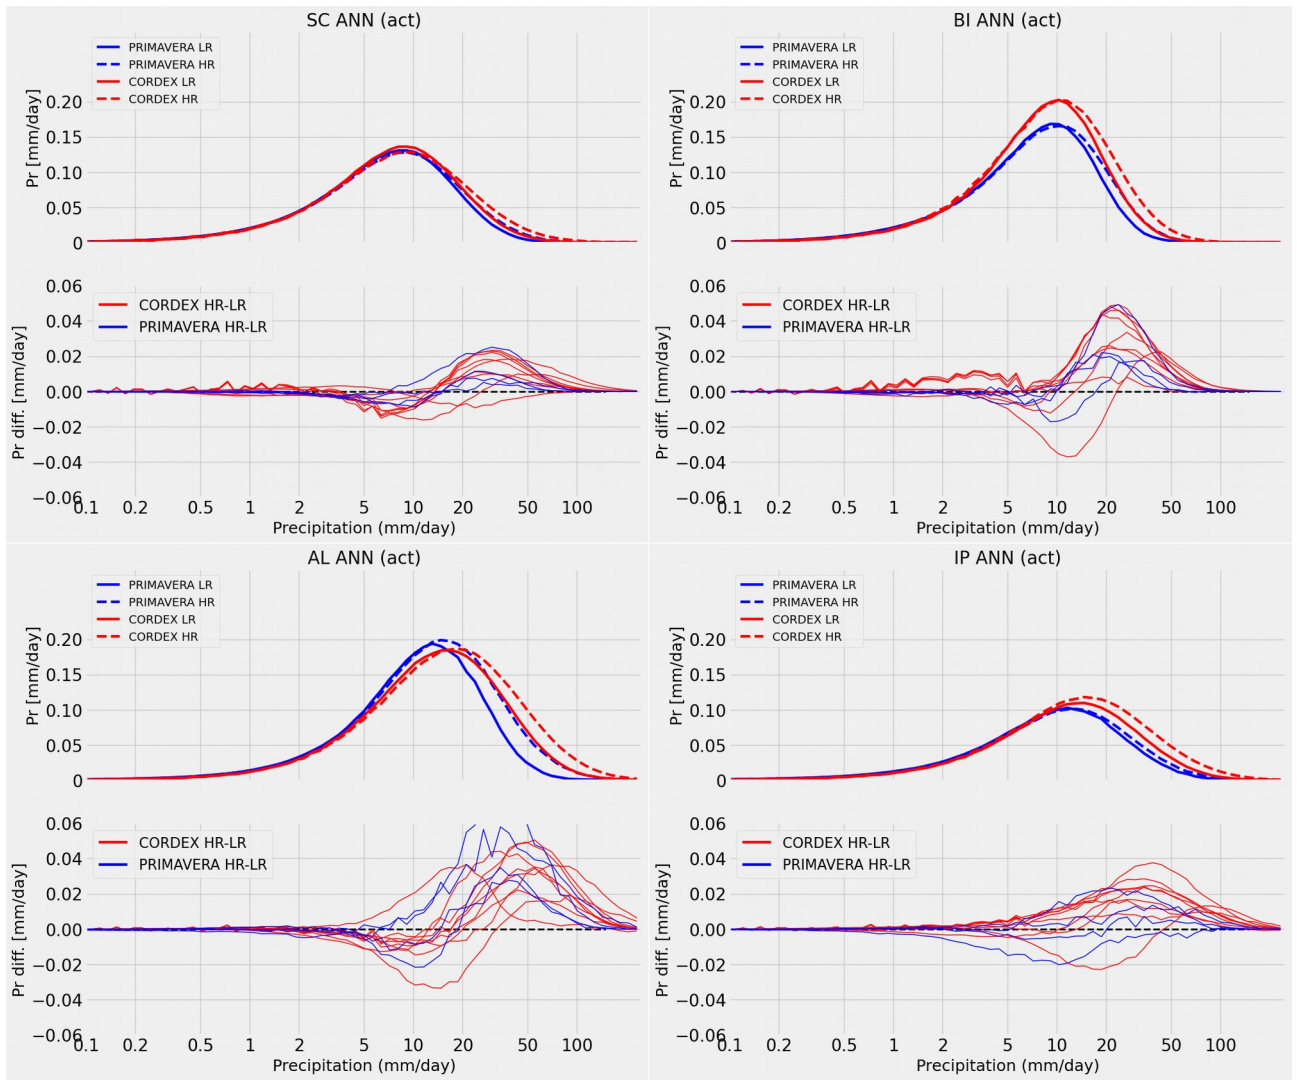 SC ANN (act)
PRIMAVERA LR
PRIMAVERA HR
CORDEX LR
CORDEX HR
Pr [mm/day]
0.20
0.15
0.10
0.05
0
CORDEX HR-LR
PRIMAVERA HR-LR
Pr diff. [mm/day]
0.06
0.04
0.02
0.00
−0.02
−0.04
−0.06
0.1 0.2 0.5 1 2 5 10 20 50 100
Precipitation (mm/day)
BI ANN (act)
PRIMAVERA LR
PRIMAVERA HR
CORDEX LR
CORDEX HR
Pr [mm/day]
0.20
0.15
0.10
0.05
0
CORDEX HR-LR
PRIMAVERA HR-LR
Pr diff. [mm/day]
0.06
0.04
0.02
0.00
−0.02
−0.04
−0.06
0.1 0.2 0.5 1 2 5 10 20 50 100
Precipitation (mm/day)
AL ANN (act)
PRIMAVERA LR
PRIMAVERA HR
CORDEX LR
CORDEX HR
Pr [mm/day]
0.20
0.15
0.10
0.05
0
CORDEX HR-LR
PRIMAVERA HR-LR
Pr diff. [mm/day]
0.06
0.04
0.02
0.00
−0.02
−0.04
−0.06
0.1 0.2 0.5 1 2 5 10 20 50 100
Precipitation (mm/day)
IP ANN (act)
PRIMAVERA LR
PRIMAVERA HR
CORDEX LR
CORDEX HR
Pr [mm/day]
0.20
0.15
0.10
0.05
0
CORDEX HR-LR
PRIMAVERA HR-LR
Pr diff. [mm/day]
0.06
0.04
0.02
0.00
−0.02
−0.04
−0.06
0.1 0.2 0.5 1 2 5 10 20 50 100
Precipitation (mm/day)